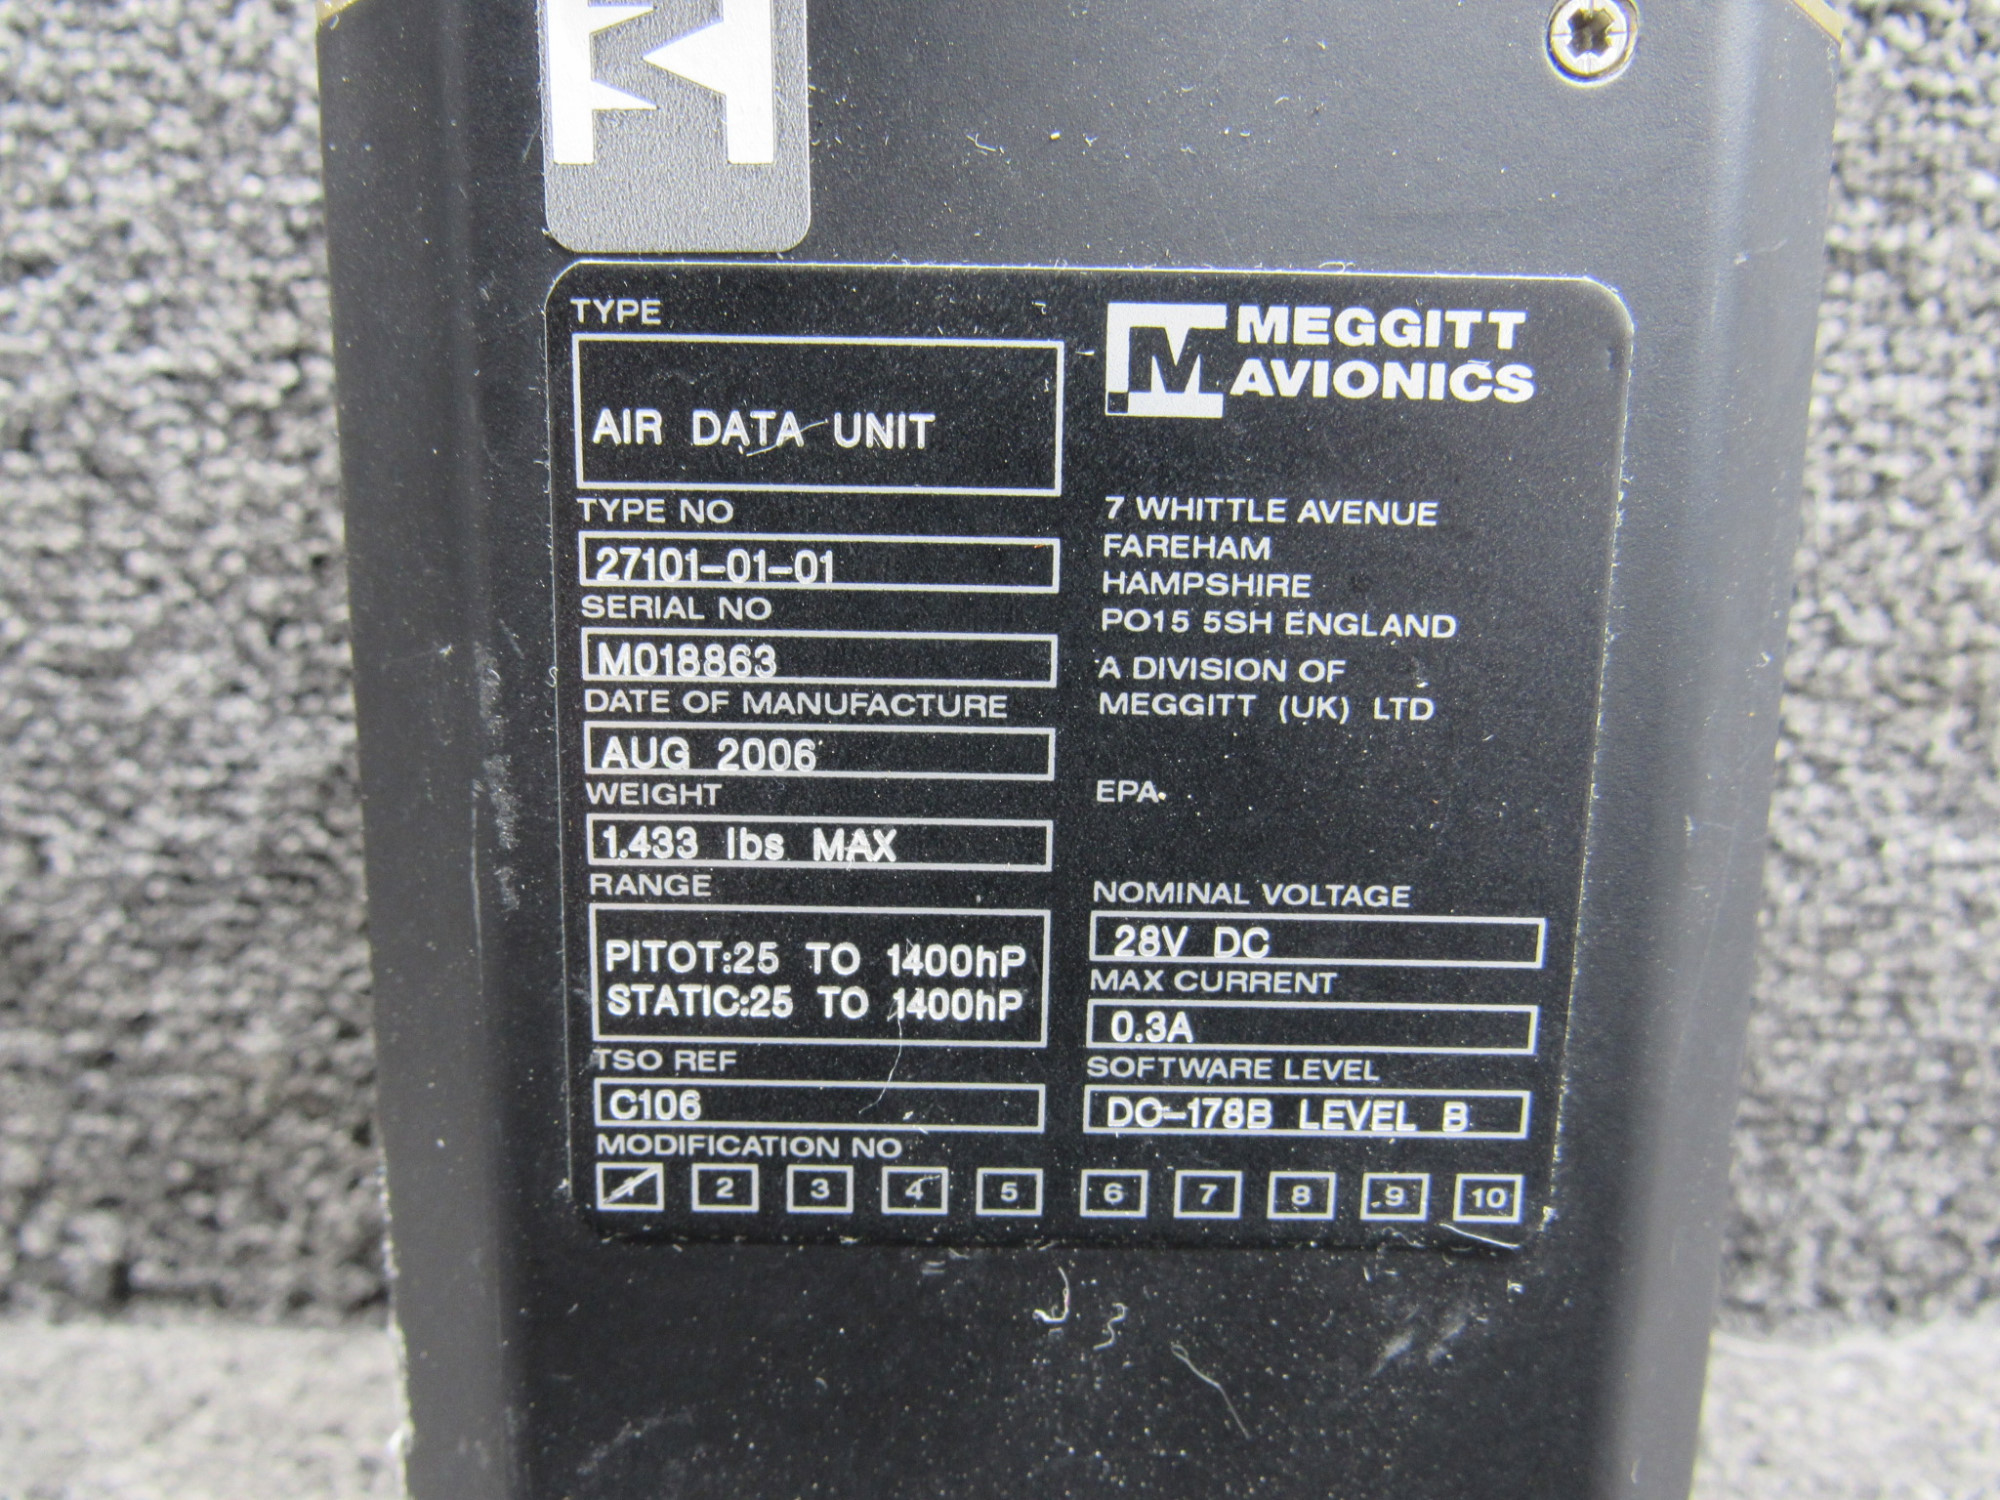 TYPE
AIR DATA UNIT
TYPE NO
27101-01-01
SERIAL NO
M018863
DATE OF MANUFACTURE
AUG 2006
WEIGHT
1.433 lbs MAX
RANGE
PITOT:25 TO 1400hP
STATIC:25 TO 1400hP
TSO REF
C106
MODIFICATION NO
1 2 3 4 5 6 7 8 9 10
M MEGGITT
AVIONICS
7 WHITTLE AVENUE
FAREHAM
HAMPSHIRE
PO15 5SH ENGLAND
A DIVISION OF
MEGGITT (UK) LTD
EPA
NOMINAL VOLTAGE
28V DC
MAX CURRENT
0.3A
SOFTWARE LEVEL
DO-178B LEVEL B